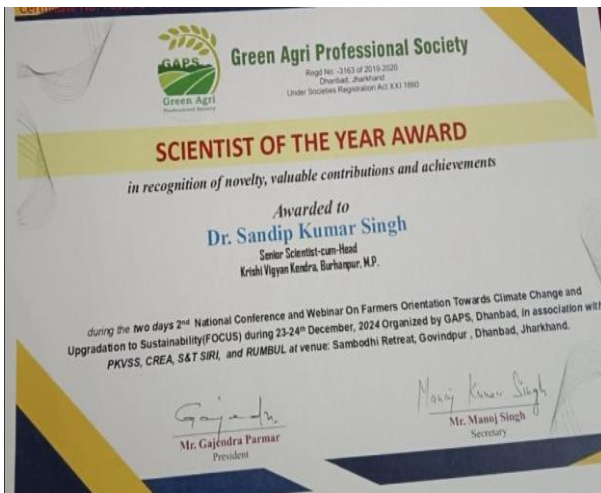 GAPS
Green Agri
Professional Society
Green Agri Professional Society
Regd No. -3163 of 2019-2020
Dhanbad, Jharkhand
Under Societies Registration Act XXI 1860
SCIENTIST OF THE YEAR AWARD
in recognition of novelty, valuable contributions and achievements
Awarded to
Dr. Sandip Kumar Singh
Senior Scientist-cum-Head
Krishi Vigyan Kendra, Burhanpur, M.P.
during the two days 2nd National Conference and Webinar On Farmers Orientation Towards Climate Change and
Upgradation to Sustainability(FOCUS) during 23-24th December, 2024 Organized by GAPS, Dhanbad, in association with
PKVSS, CREA, S&T SIRI, and RUMBUL at venue: Sambodhi Retreat, Govindpur , Dhanbad, Jharkhand.
Manoj Kumar Singh
Mr. Gajendra Parmar
President
Mr. Manoj Singh
Secretary